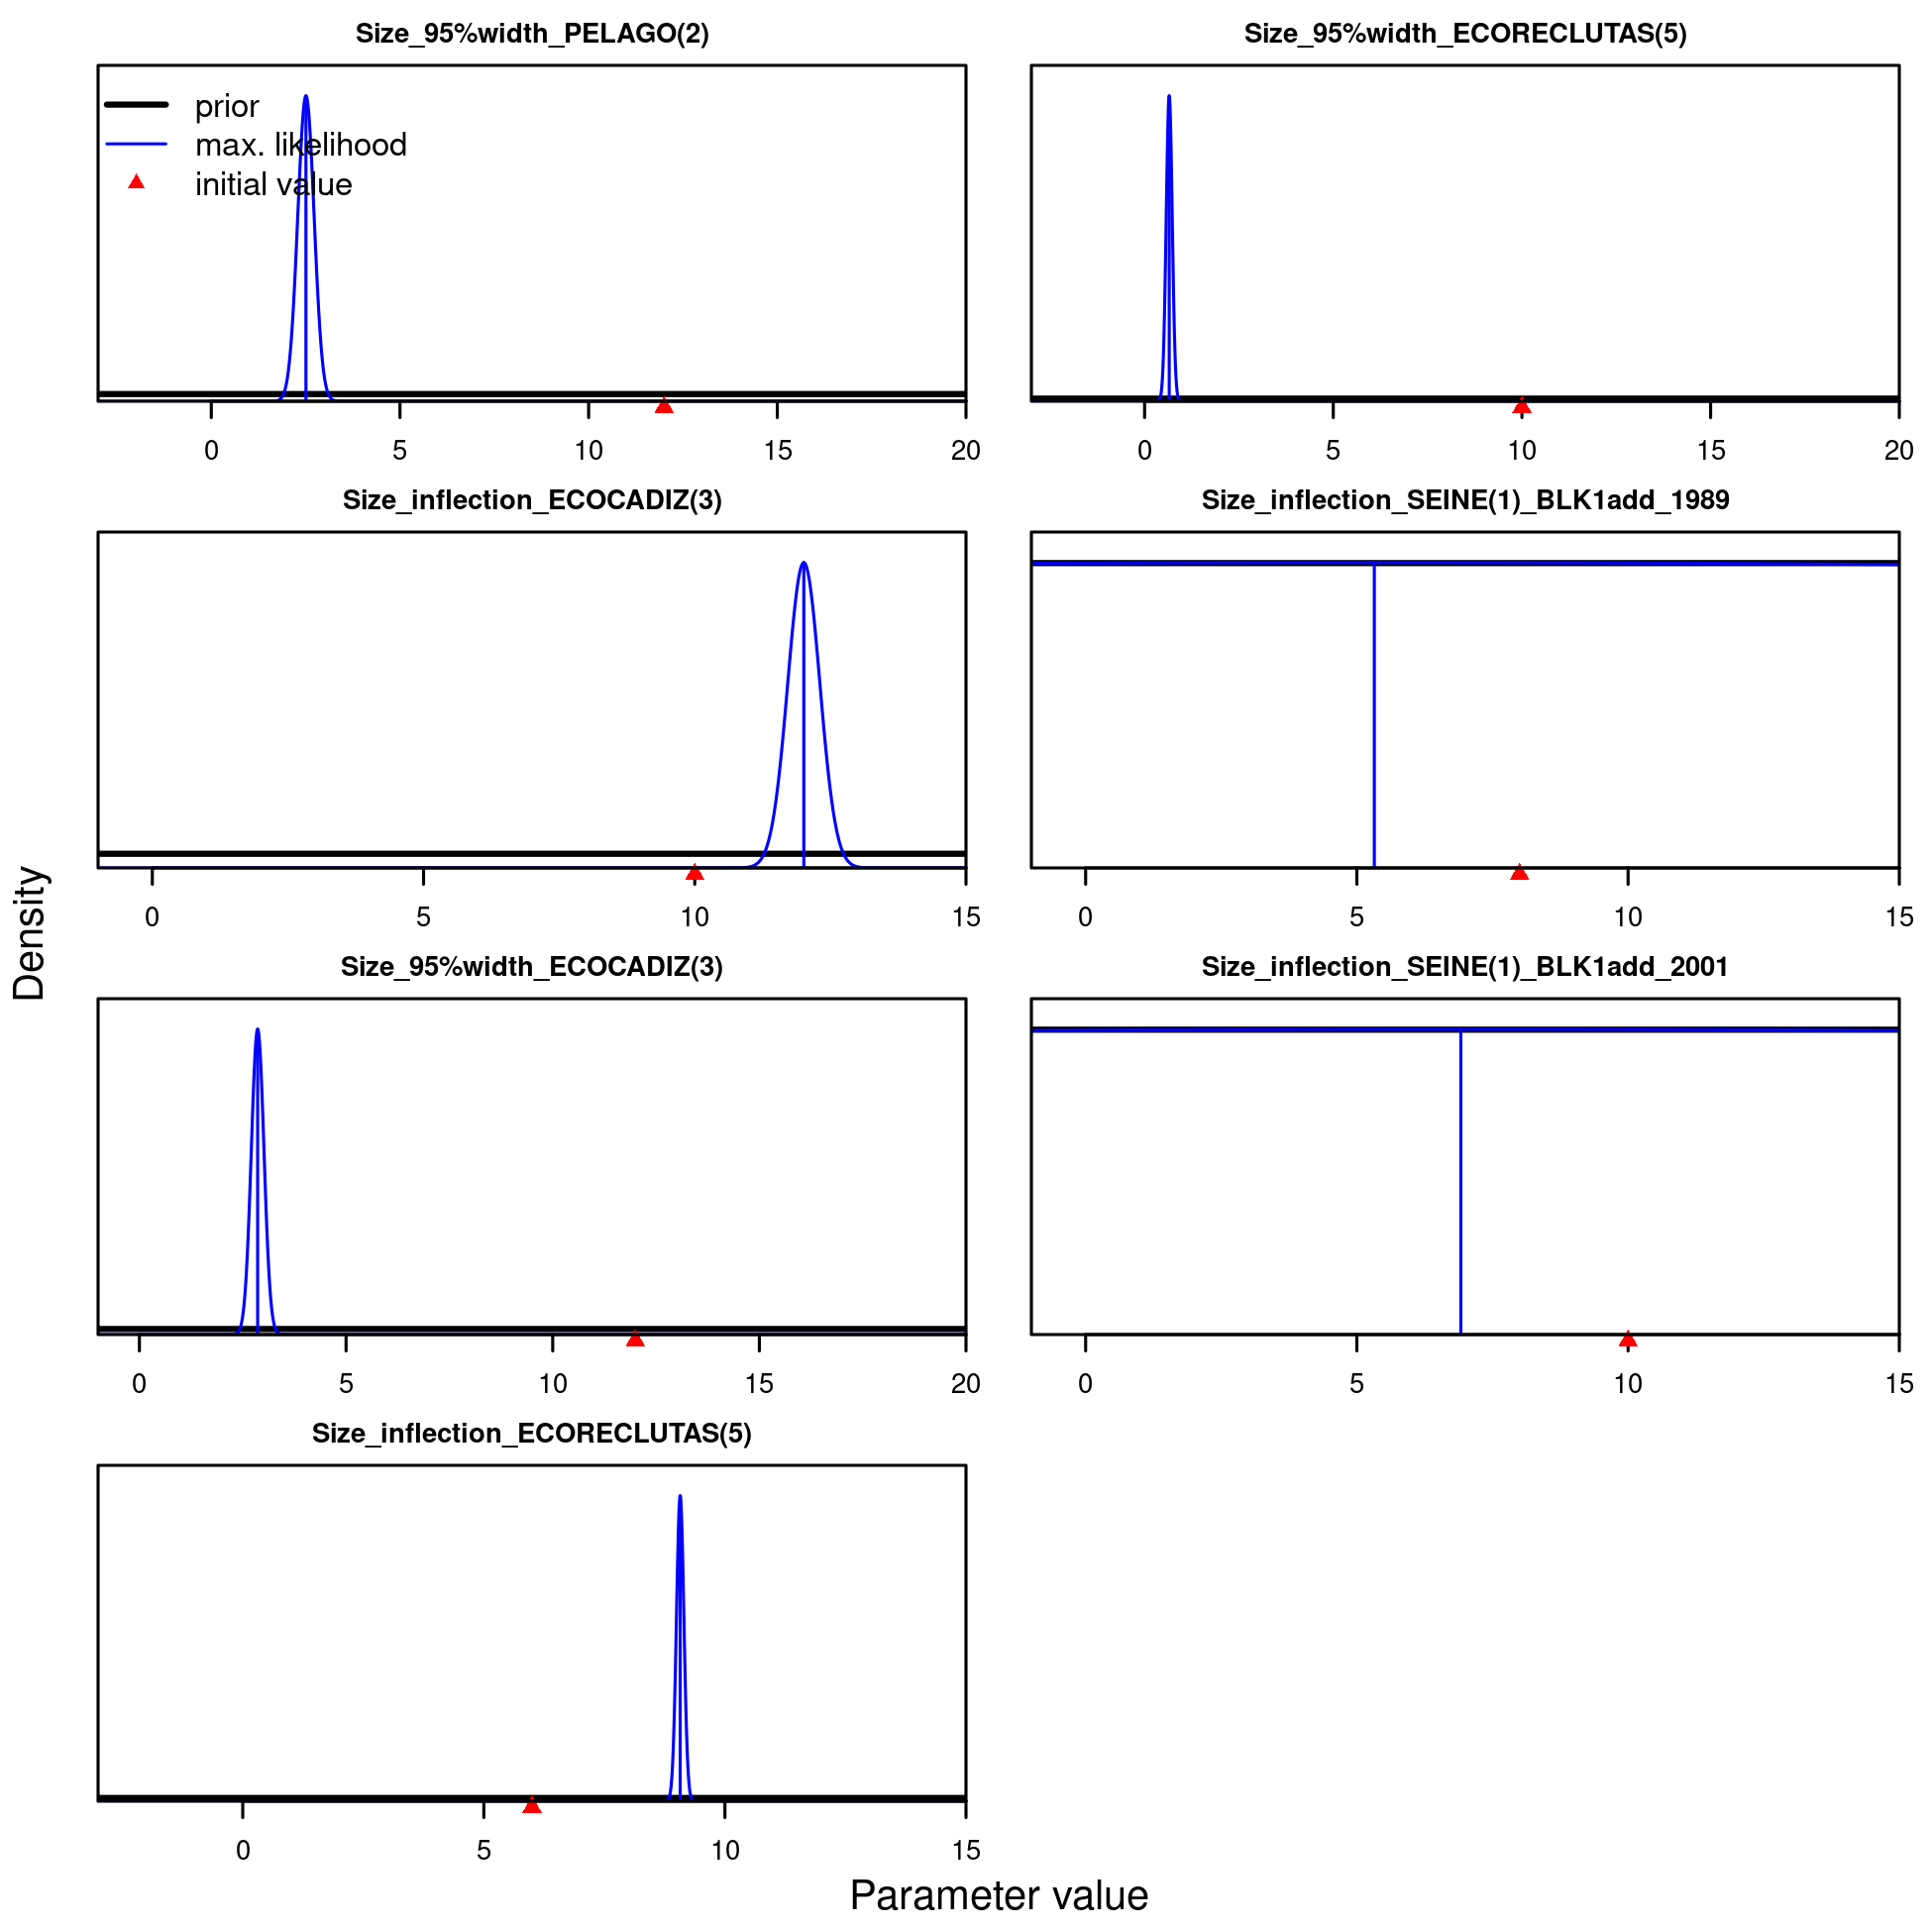 Size_95%width_PELAGO(2)
prior
max. likelihood
initial value
0 5 10 15 20
Size_95%width_ECORECLUTAS(5)
0 5 10 15 20
Size_inflection_ECOCADIZ(3)
0 5 10 15
Size_inflection_SEINE(1)_BLK1add_1989
0 5 10 15
Size_95%width_ECOCADIZ(3)
0 5 10 15 20
Size_inflection_SEINE(1)_BLK1add_2001
0 5 10 15
Size_inflection_ECORECLUTAS(5)
0 5 10 15
Density
Parameter value